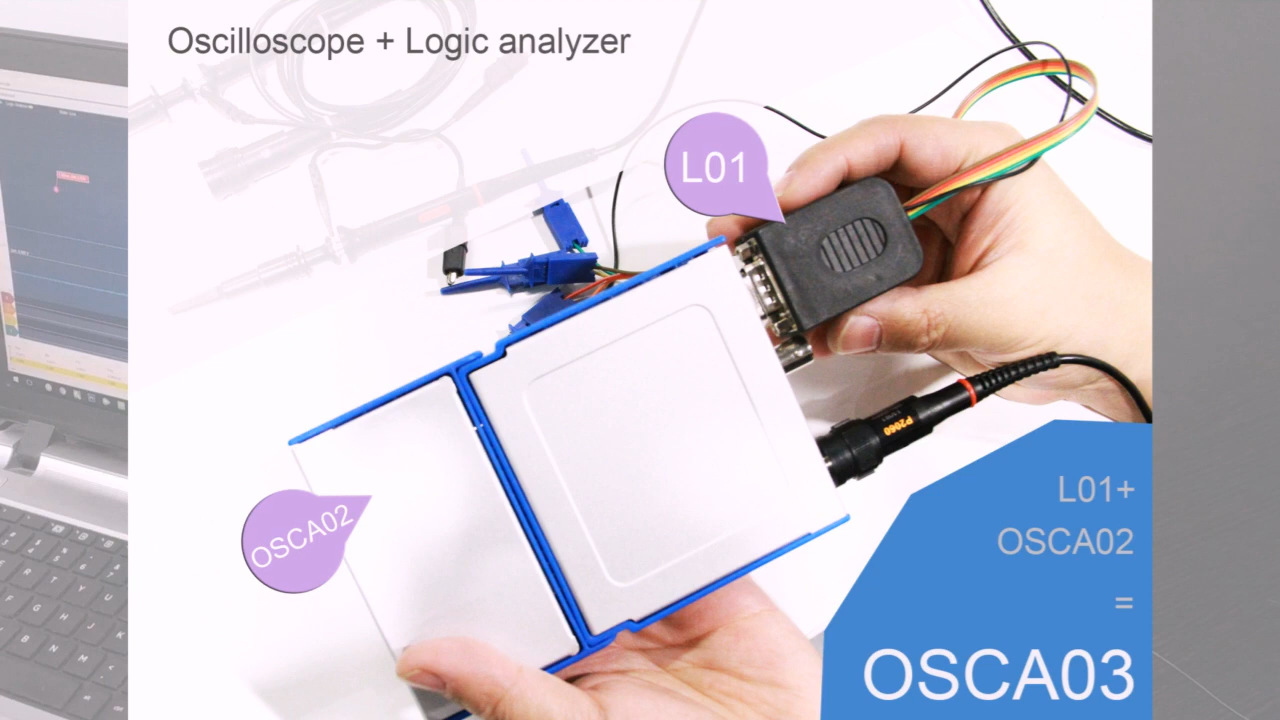 Oscilloscope + Logic analyzer
L01
P2060
OSCA02
L01+
OSCA02
=
OSCA03